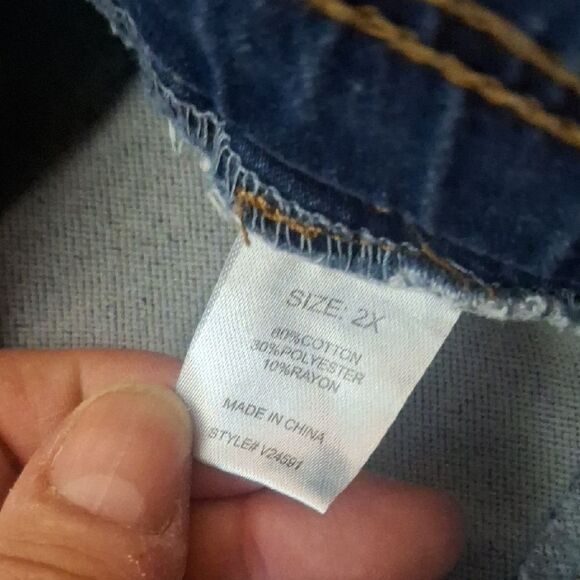 SIZE: 2X
60%COTTON
30%POLYESTER
10%RAYON
MADE IN CHINA
STYLE# V24591